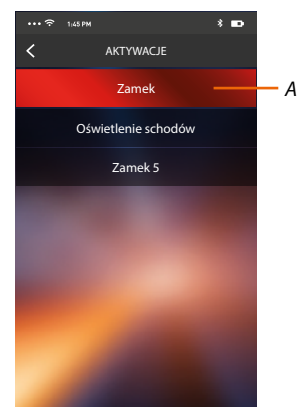 1:45 PM
AKTYWACJE
Zamek
A
Oświetlenie schodów
Zamek 5